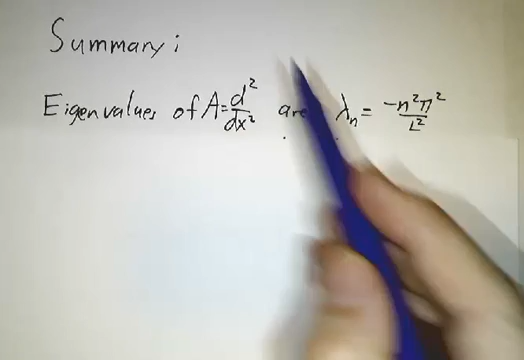 Summary:
Eigenvalues of A = d²/dx² are λₙ = -n²π²/L²